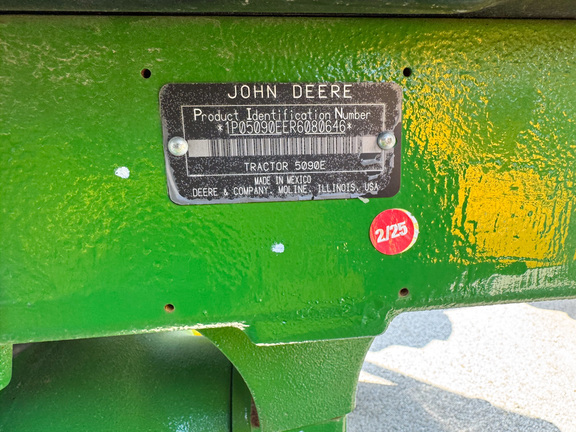 JOHN DEERE
Product Identification Number
*1P05090EER6080646*
TRACTOR 5090E
MADE IN MEXICO
DEERE & COMPANY, MOLINE, ILLINOIS, USA
2/25